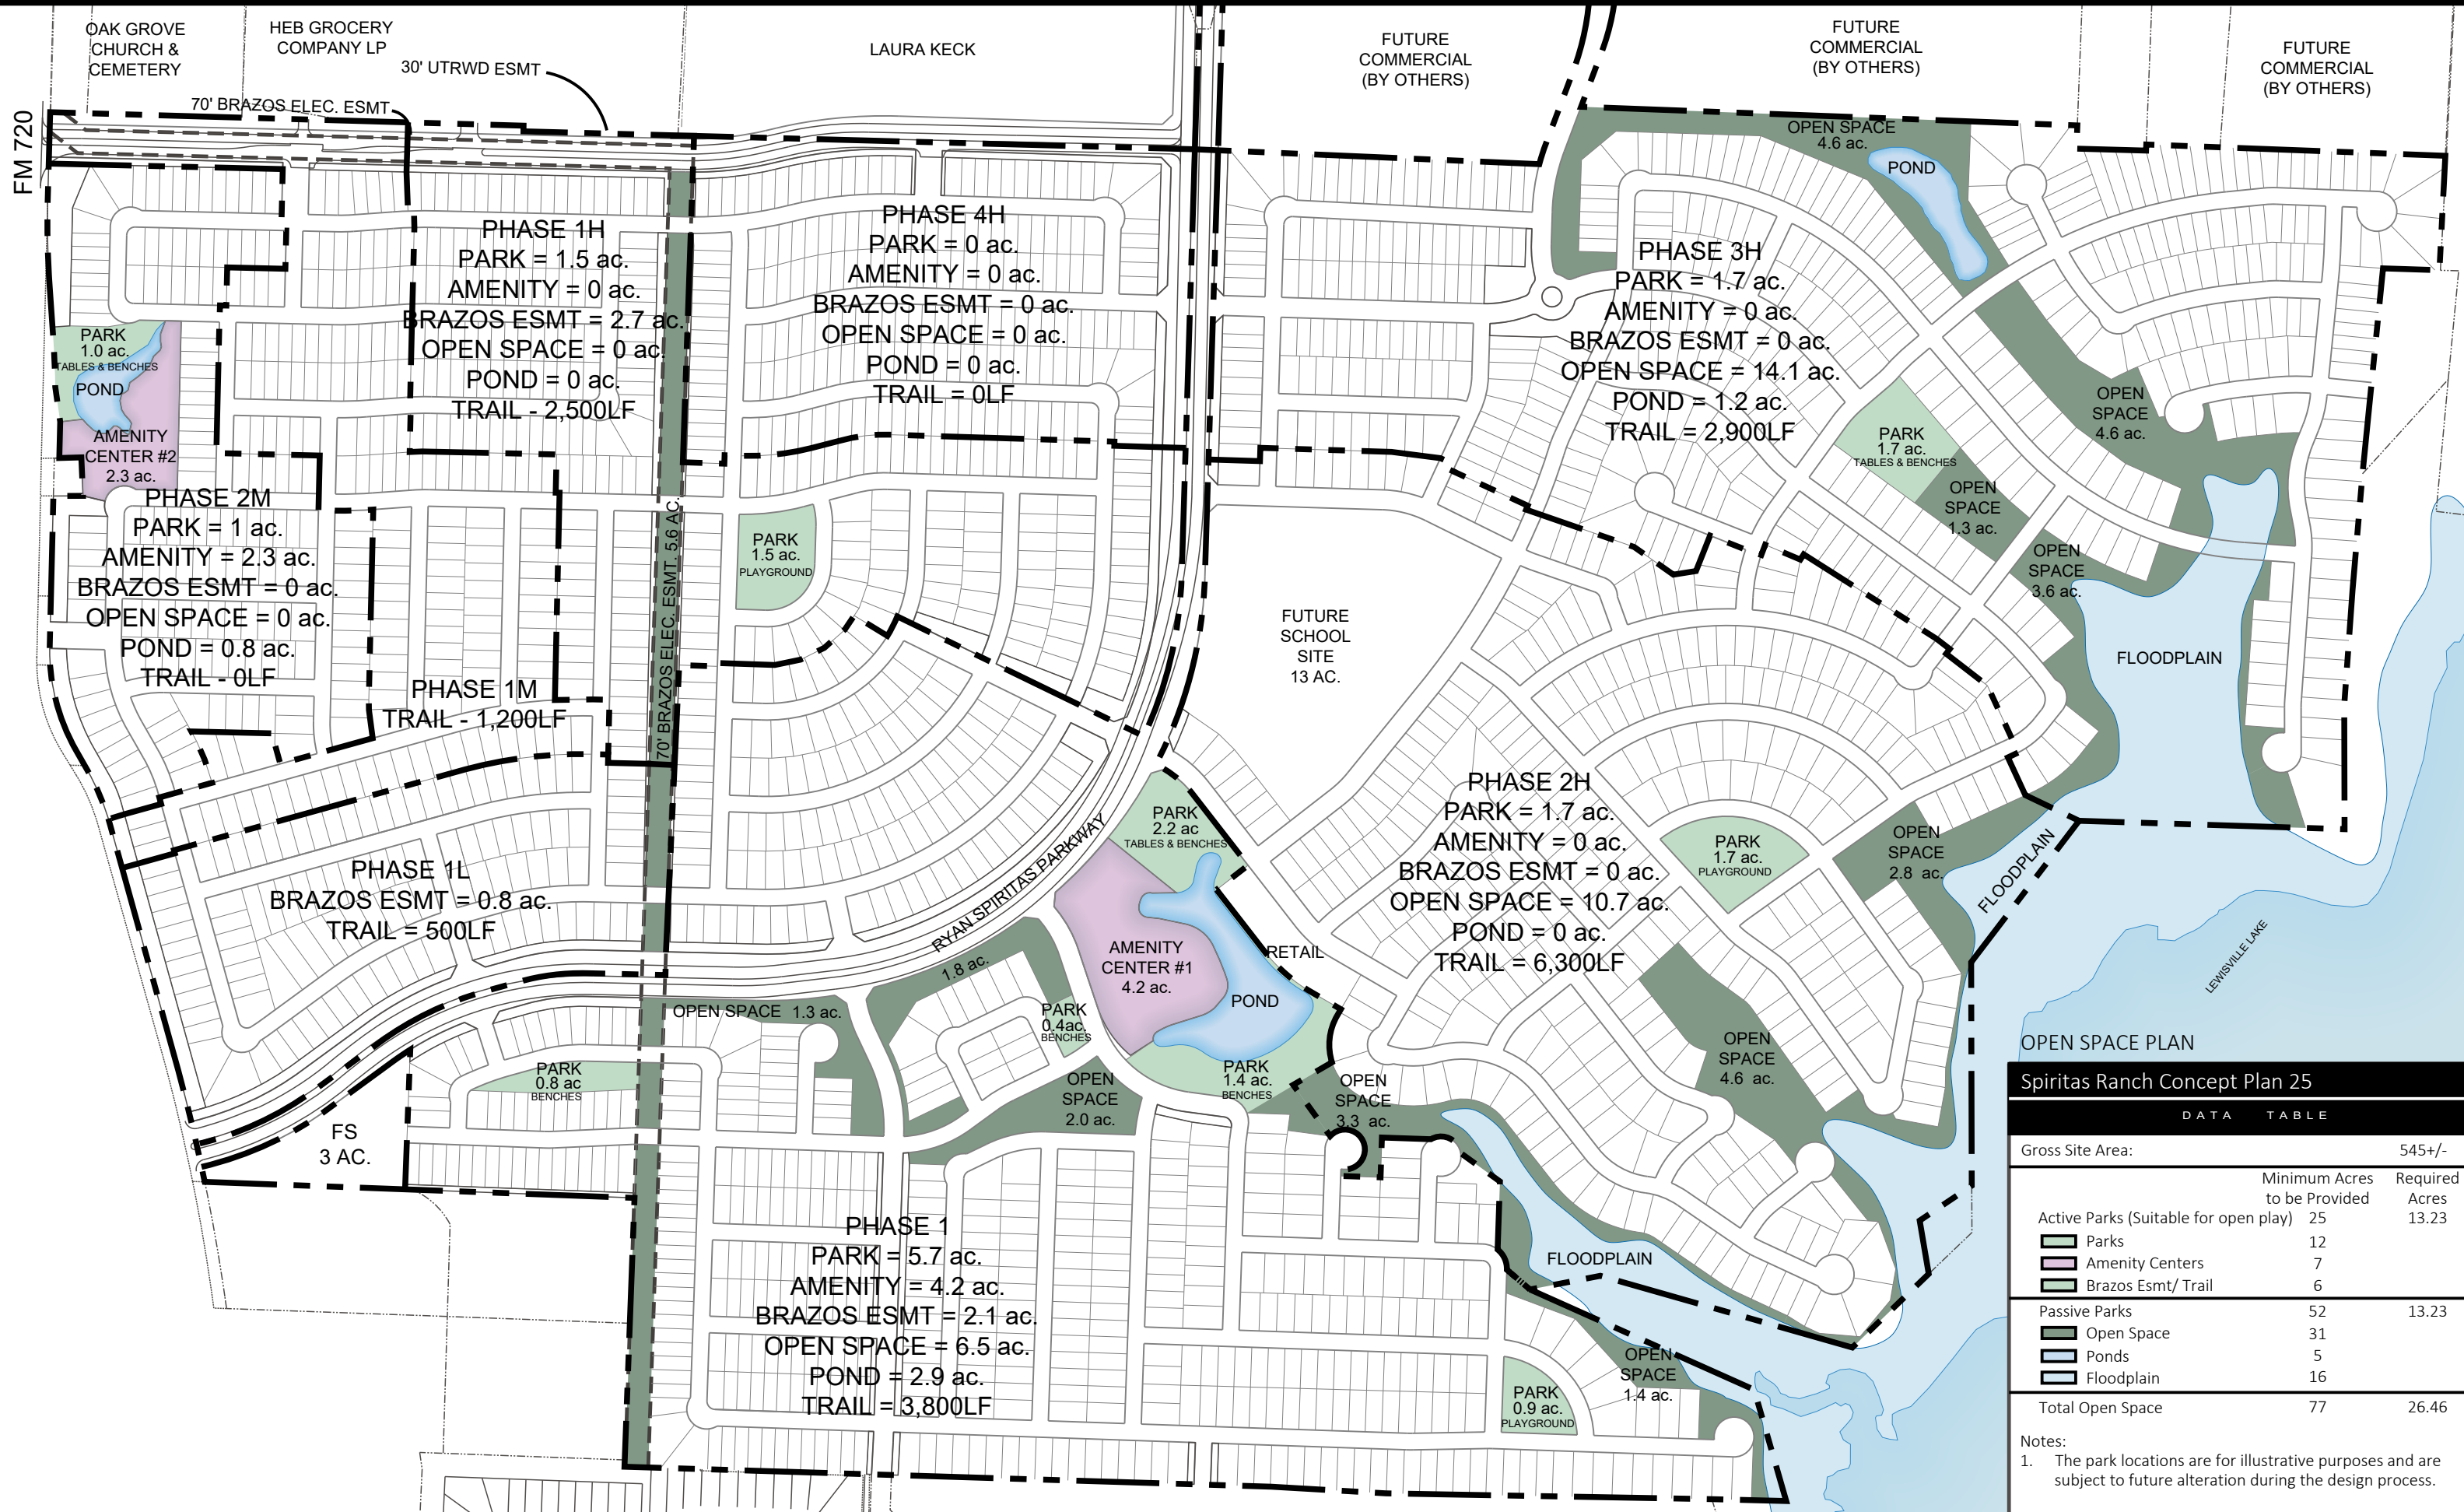 OAK GROVE
CHURCH &
CEMETERY
HEB GROCERY
COMPANY LP
30' UTRWD ESMT
70' BRAZOS ELEC. ESMT
LAURA KECK
FUTURE
COMMERCIAL
(BY OTHERS)
FUTURE
COMMERCIAL
(BY OTHERS)
FUTURE
COMMERCIAL
(BY OTHERS)
FM 720
OPEN SPACE
4.6 ac.
POND
PHASE 1H
PARK = 1.5 ac.
AMENITY = 0 ac.
BRAZOS ESMT = 2.7 ac.
OPEN SPACE = 0 ac.
POND = 0 ac.
TRAIL - 2,500LF
PHASE 4H
PARK = 0 ac.
AMENITY = 0 ac.
BRAZOS ESMT = 0 ac.
OPEN SPACE = 0 ac.
POND = 0 ac.
TRAIL = 0LF
PHASE 3H
PARK = 1.7 ac.
AMENITY = 0 ac.
BRAZOS ESMT = 0 ac.
OPEN SPACE = 14.1 ac.
POND = 1.2 ac.
TRAIL = 2,900LF
PARK
1.0 ac.
TABLES & BENCHES
POND
AMENITY
CENTER #2
2.3 ac.
PHASE 2M
PARK = 1 ac.
AMENITY = 2.3 ac.
BRAZOS ESMT = 0 ac.
OPEN SPACE = 0 ac.
POND = 0.8 ac.
TRAIL - 0LF
PHASE 1M
TRAIL - 1,200LF
70' BRAZOS ELEC. ESMT. 5.6 AC.
PARK
1.5 ac.
PLAYGROUND
OPEN
SPACE
4.6 ac.
PARK
1.7 ac.
TABLES & BENCHES
OPEN
SPACE
1.3 ac.
OPEN
SPACE
3.6 ac.
FUTURE
SCHOOL
SITE
13 AC.
FLOODPLAIN
PHASE 1L
BRAZOS ESMT = 0.8 ac.
TRAIL = 500LF
RYAN SPIRITAS PARKWAY
PARK
2.2 ac
TABLES & BENCHES
PHASE 2H
PARK = 1.7 ac.
AMENITY = 0 ac.
BRAZOS ESMT = 0 ac.
OPEN SPACE = 10.7 ac.
POND = 0 ac.
TRAIL = 6,300LF
PARK
1.7 ac.
PLAYGROUND
OPEN
SPACE
2.8 ac.
FLOODPLAIN
LEWISVILLE LAKE
AMENITY
CENTER #1
4.2 ac.
POND
RETAIL
1.8 ac.
OPEN SPACE 1.3 ac.
PARK
0.4ac.
BENCHES
PARK
0.8 ac
BENCHES
OPEN
SPACE
2.0 ac.
PARK
1.4 ac.
BENCHES
OPEN
SPACE
3.3 ac.
OPEN
SPACE
4.6 ac.
FS
3 AC.
PHASE 1
PARK = 5.7 ac.
AMENITY = 4.2 ac.
BRAZOS ESMT = 2.1 ac.
OPEN SPACE = 6.5 ac.
POND = 2.9 ac.
TRAIL = 3,800LF
FLOODPLAIN
OPEN
SPACE
1.4 ac.
PARK
0.9 ac.
PLAYGROUND
OPEN SPACE PLAN
Spiritas Ranch Concept Plan 25
DATA TABLE
Gross Site Area: 545+/-
Minimum Acres Required
to be Provided Acres
Active Parks (Suitable for open play) 25 13.23
Parks 12
Amenity Centers 7
Brazos Esmt/ Trail 6
Passive Parks 52 13.23
Open Space 31
Ponds 5
Floodplain 16
Total Open Space 77 26.46
Notes:
1. The park locations are for illustrative purposes and are
subject to future alteration during the design process.